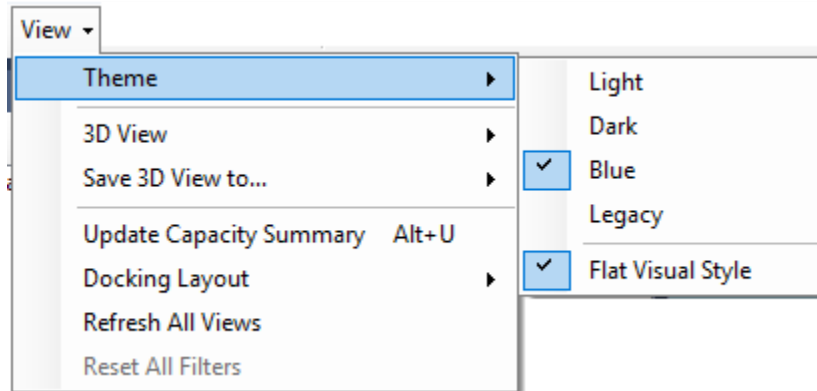 View
Theme
3D View
Save 3D View to...
Update Capacity Summary Alt+U
Docking Layout
Refresh All Views
Reset All Filters
Light
Dark
Blue
Legacy
Flat Visual Style